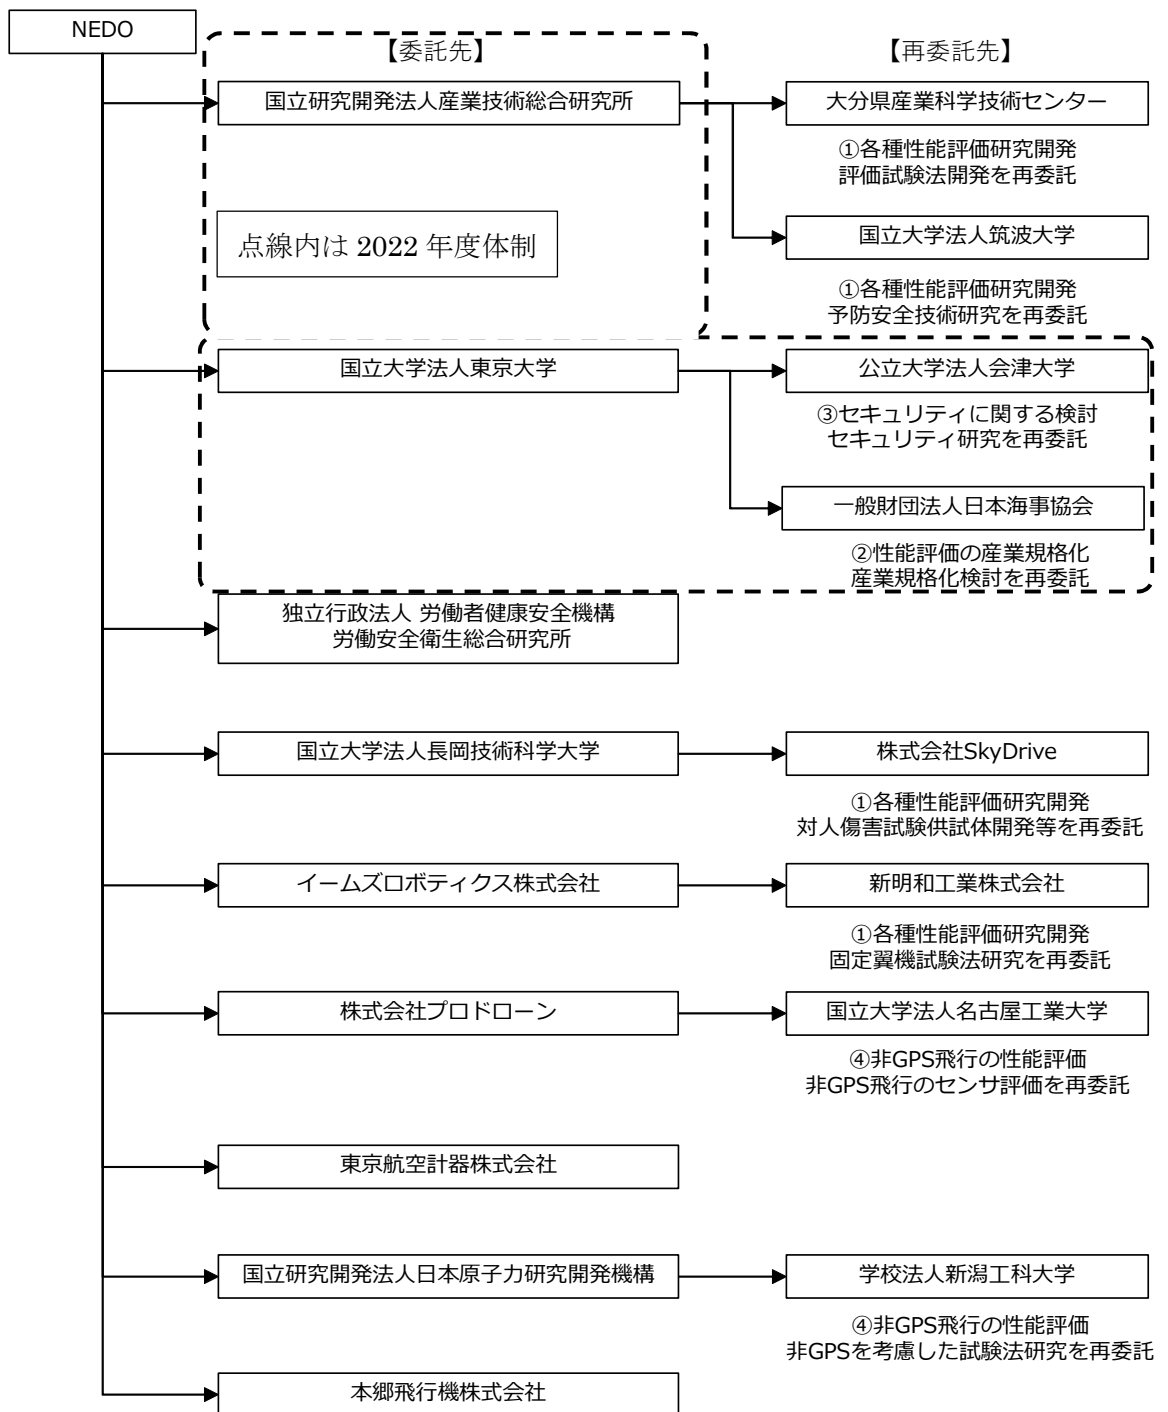 NEDO
【委託先】
【再委託先】
国立研究開発法人産業技術総合研究所
大分県産業科学技術センター
①各種性能評価研究開発
評価試験法開発を再委託
点線内は 2022 年度体制
国立大学法人筑波大学
①各種性能評価研究開発
予防安全技術研究を再委託
国立大学法人東京大学
公立大学法人会津大学
③セキュリティに関する検討
セキュリティ研究を再委託
一般財団法人日本海事協会
②性能評価の産業規格化
産業規格化検討を再委託
独立行政法人 労働者健康安全機構
労働安全衛生総合研究所
国立大学法人長岡技術科学大学
株式会社SkyDrive
①各種性能評価研究開発
対人傷害試験供試体開発等を再委託
イームズロボティクス株式会社
新明和工業株式会社
①各種性能評価研究開発
固定翼機試験法研究を再委託
株式会社プロドローン
国立大学法人名古屋工業大学
④非GPS飛行の性能評価
非GPS飛行のセンサ評価を再委託
東京航空計器株式会社
国立研究開発法人日本原子力研究開発機構
学校法人新潟工科大学
④非GPS飛行の性能評価
非GPSを考慮した試験法研究を再委託
本郷飛行機株式会社